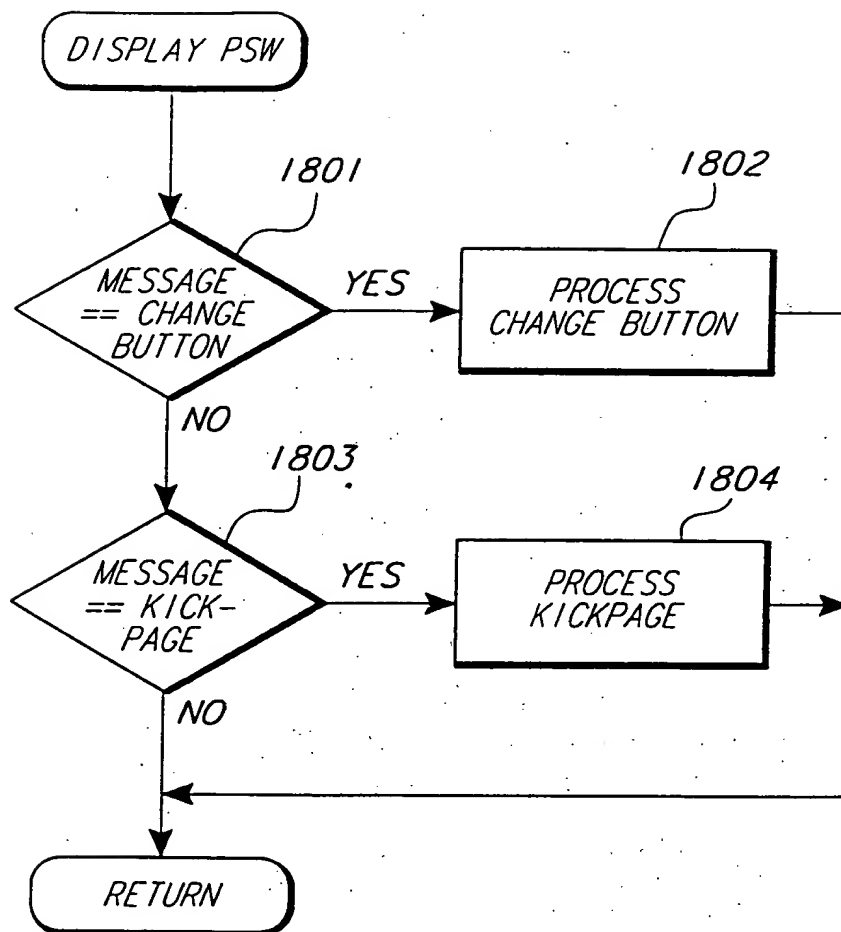 DISPLAY PSW
1801
1802
MESSAGE
== CHANGE
BUTTON
YES
PROCESS
CHANGE BUTTON
NO
1803
1804
MESSAGE
== KICK-
PAGE
YES
PROCESS
KICKPAGE
NO
RETURN